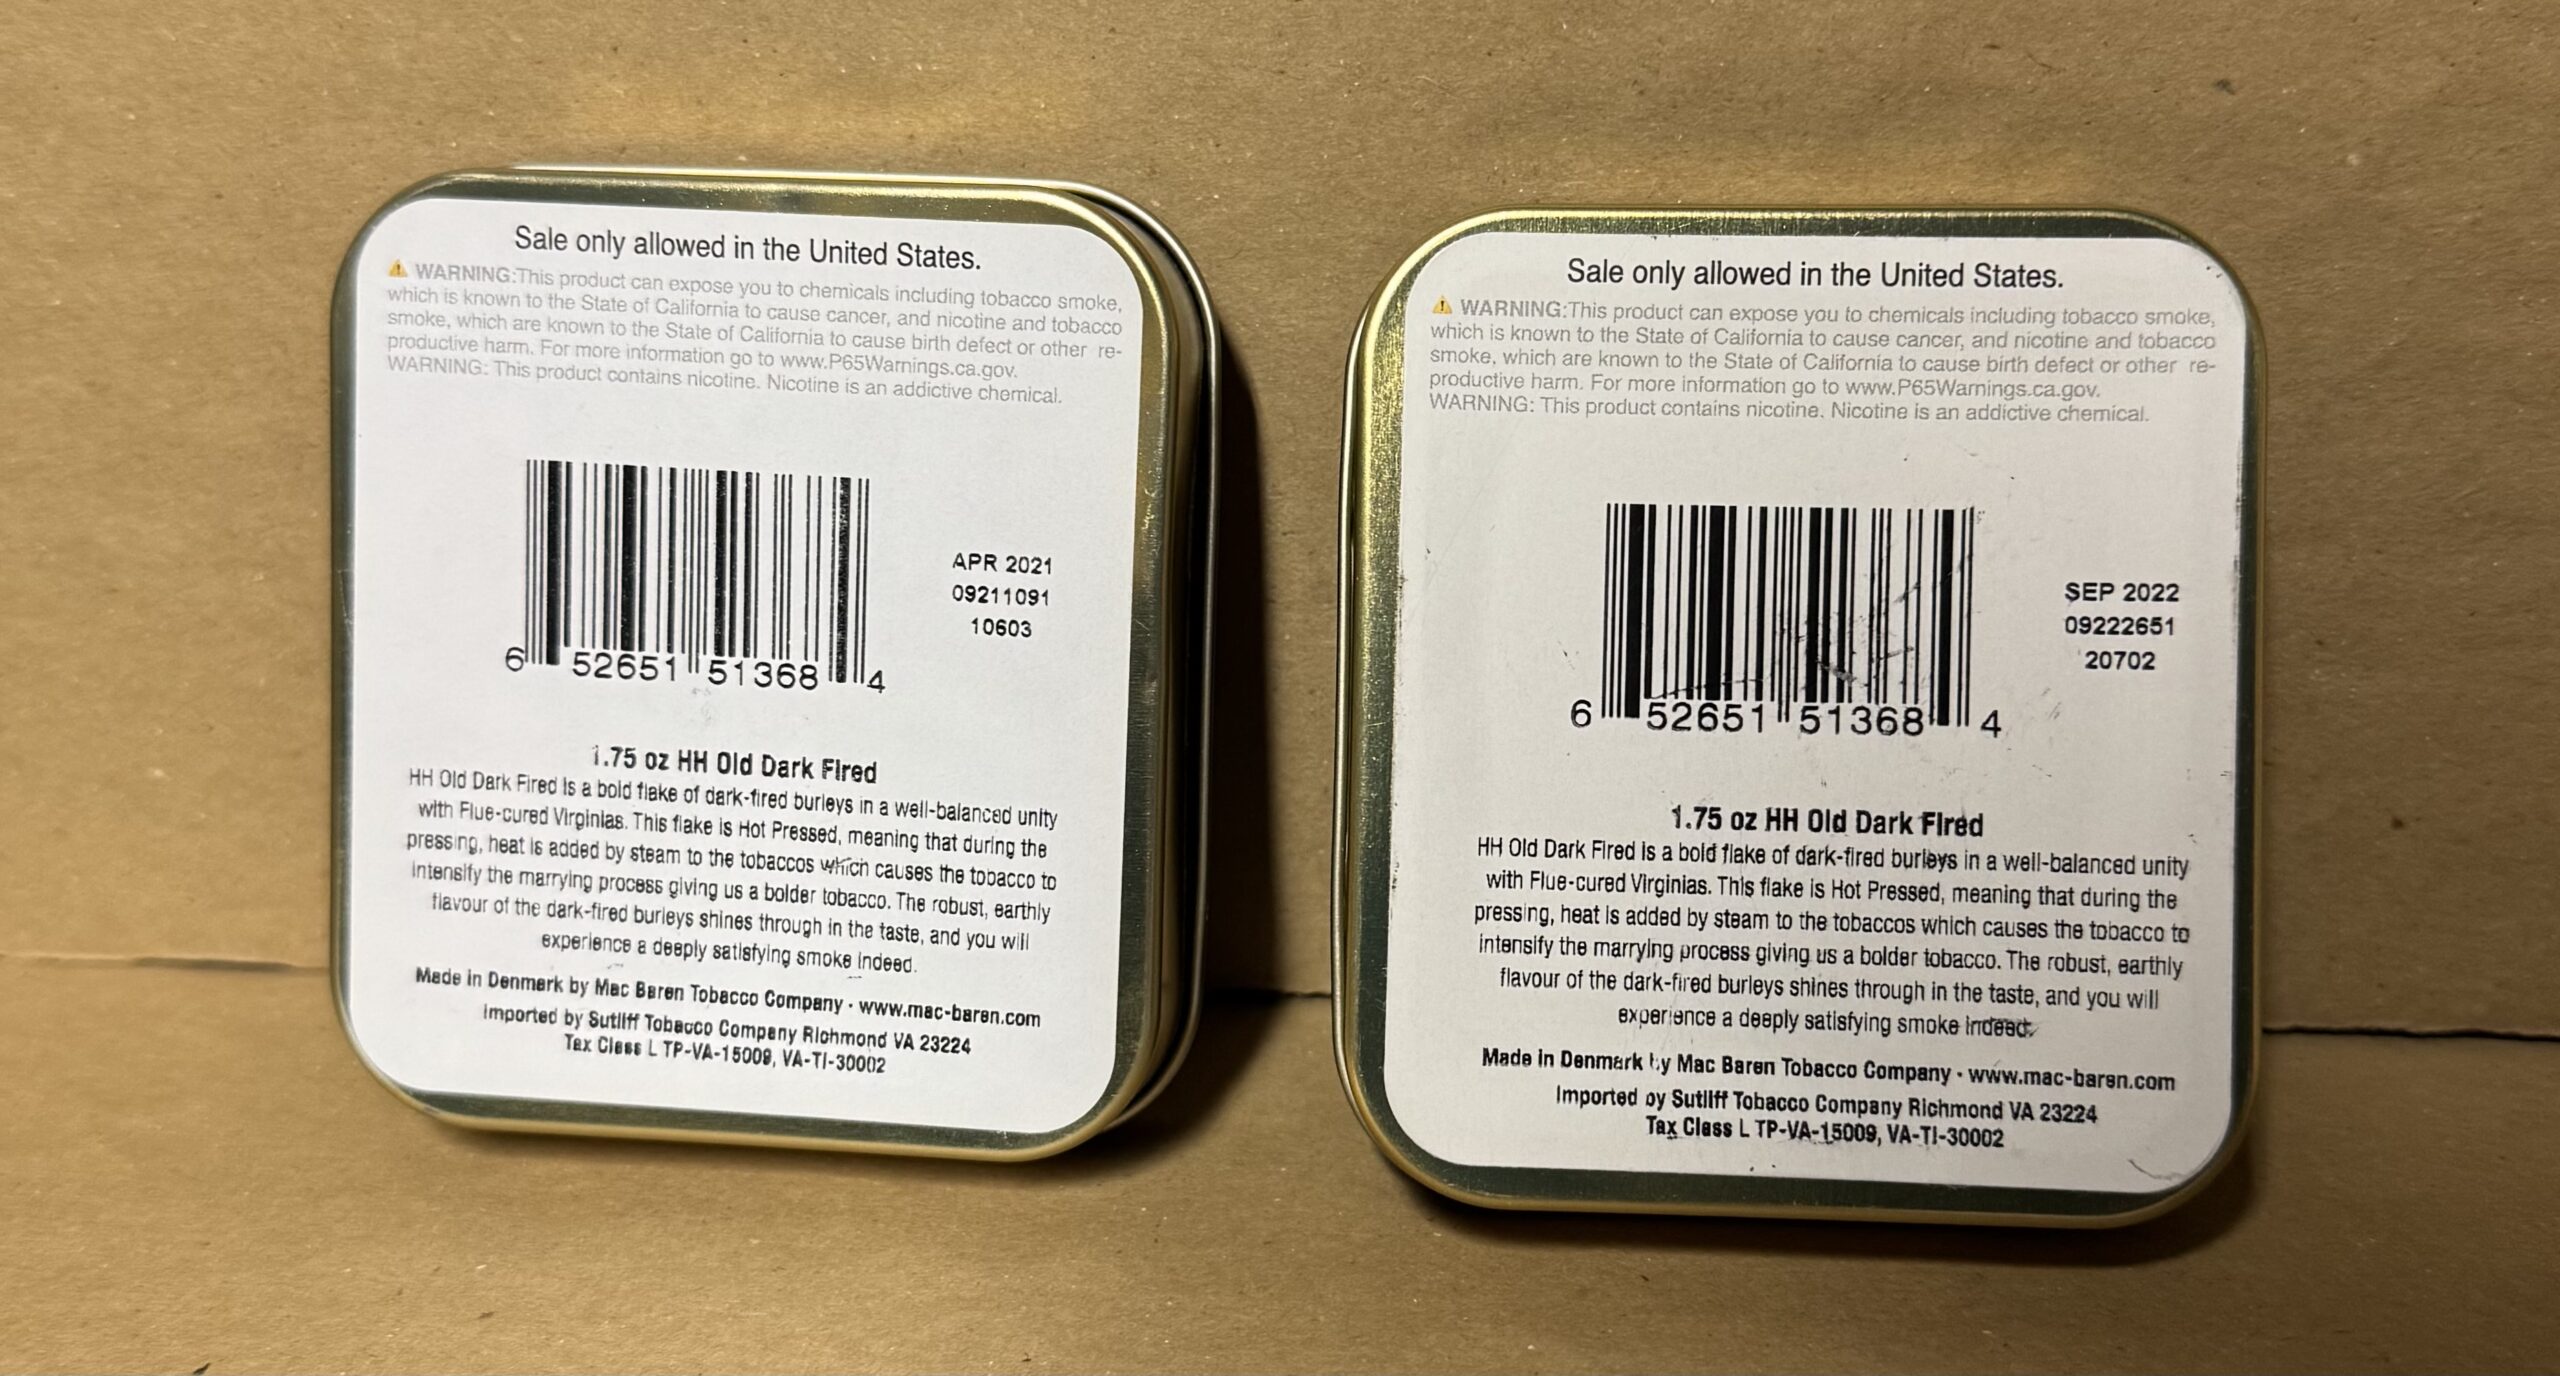 Sale only allowed in the United States.
⚠ WARNING:This product can expose you to chemicals including tobacco smoke,
which is known to the State of California to cause cancer, and nicotine and tobacco
smoke, which are known to the State of California to cause birth defect or other re-
productive harm. For more information go to www.P65Warnings.ca.gov.
WARNING: This product contains nicotine. Nicotine is an addictive chemical.
APR 2021
09211091
10603
6 52651 51368 4
1.75 oz HH Old Dark Fired
HH Old Dark Fired is a bold flake of dark-fired burleys in a well-balanced unity
with Flue-cured Virginias. This flake is Hot Pressed, meaning that during the
pressing, heat is added by steam to the tobaccos which causes the tobacco to
intensify the marrying process giving us a bolder tobacco. The robust, earthly
flavour of the dark-fired burleys shines through in the taste, and you will
experience a deeply satisfying smoke indeed.
Made in Denmark by Mac Baren Tobacco Company · www.mac-baren.com
Imported by Sutliff Tobacco Company Richmond VA 23224
Tax Class L TP-VA-15009, VA-TI-30002
Sale only allowed in the United States.
⚠ WARNING:This product can expose you to chemicals including tobacco smoke,
which is known to the State of California to cause cancer, and nicotine and tobacco
smoke, which are known to the State of California to cause birth defect or other re-
productive harm. For more information go to www.P65Warnings.ca.gov.
WARNING: This product contains nicotine. Nicotine is an addictive chemical.
SEP 2022
09222651
20702
6 52651 51368 4
1.75 oz HH Old Dark Fired
HH Old Dark Fired is a bold flake of dark-fired burleys in a well-balanced unity
with Flue-cured Virginias. This flake is Hot Pressed, meaning that during the
pressing, heat is added by steam to the tobaccos which causes the tobacco to
intensify the marrying process giving us a bolder tobacco. The robust, earthly
flavour of the dark-fired burleys shines through in the taste, and you will
experience a deeply satisfying smoke indeed.
Made in Denmark by Mac Baren Tobacco Company · www.mac-baren.com
Imported by Sutliff Tobacco Company Richmond VA 23224
Tax Class L TP-VA-15009, VA-TI-30002